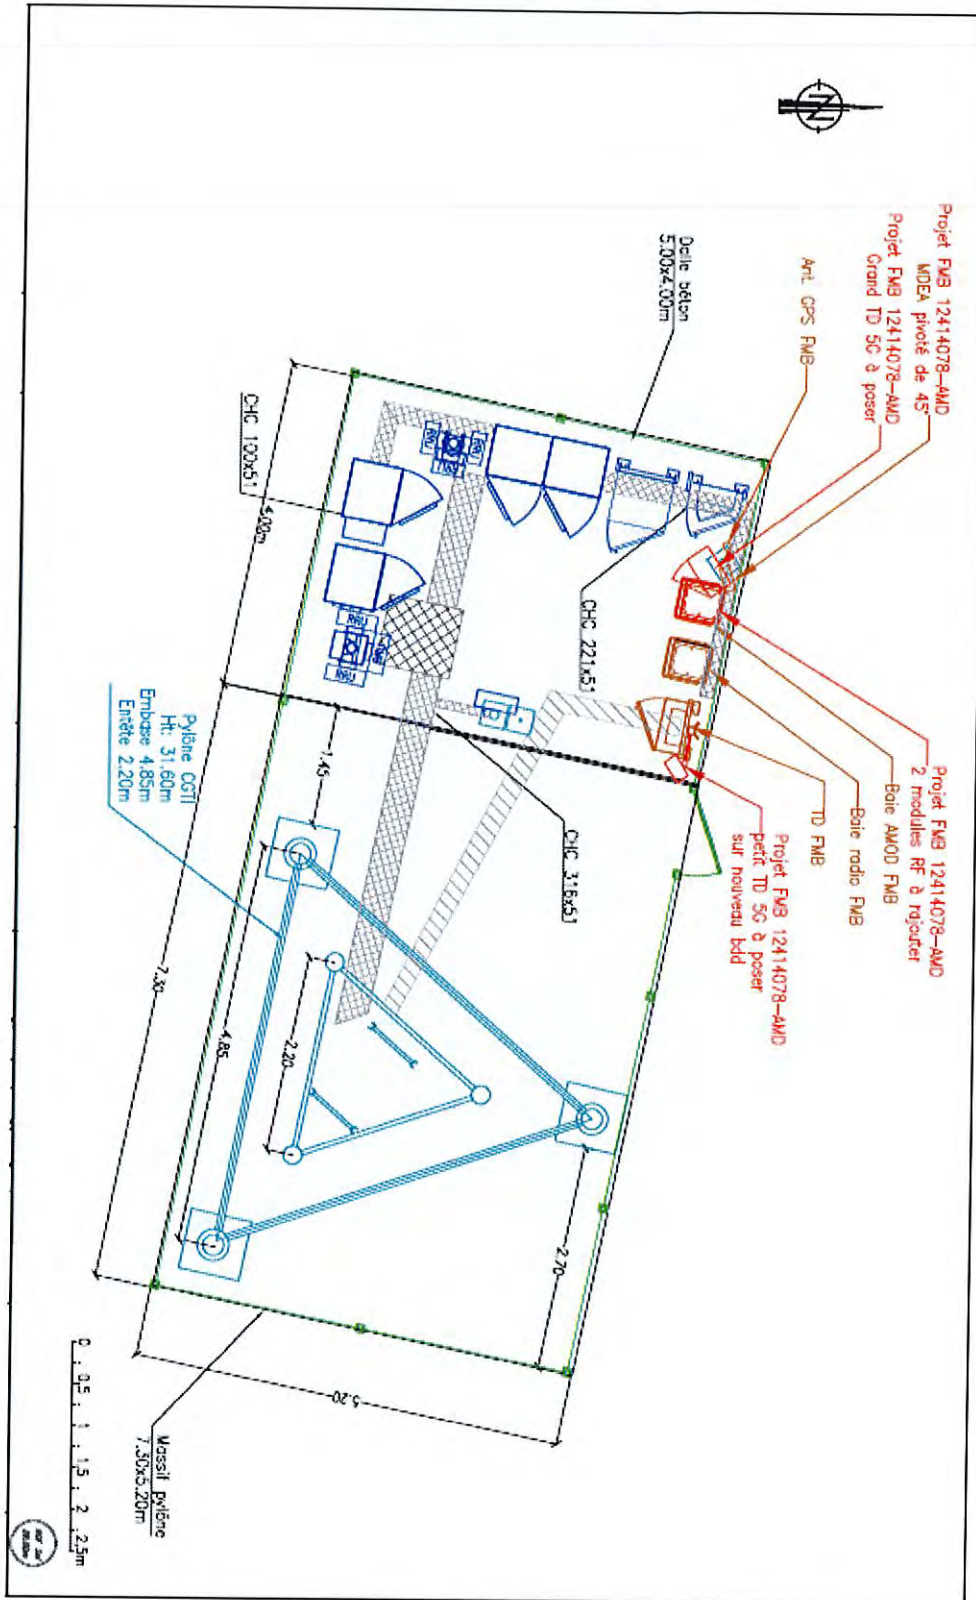 N
Projet FMB 12414078-AMD
MDEA pivoté de 45°
Projet FMB 12414078-AMD
Grand TD 5G à poser
Ant. GPS FMB
Dalle béton
5.00x4.00m
Projet FMB 12414078-AMD
2 modules RF à rajouter
Baie AMOD FMB
Baie radio FMB
TD FMB
Projet FMB 12414078-AMD
petit TD 5G à poser
sur nouveau bdd
CHC 221x51
CHC 100x51
4.00m
CHC 316x51
1.45
Pylône CGTI
Ht: 31.60m
Embase 4.85m
Entête 2.20m
7.30
4.85
2.20
2.70
5.20
Massif pylône
7.30x5.20m
0 0.5 1 1.5 2 2.5m